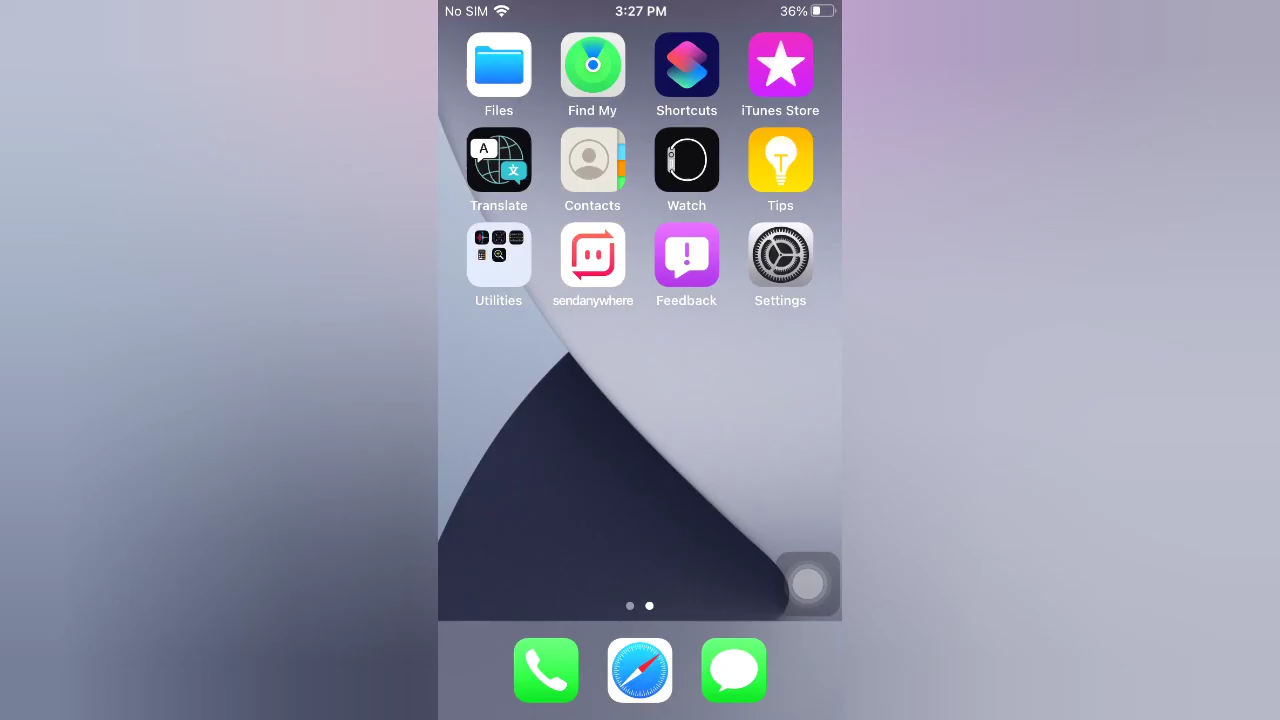 No SIM 3:27 PM 36%
Files Find My Shortcuts iTunes Store
A 文
Translate Contacts Watch Tips
Utilities sendanywhere Feedback Settings